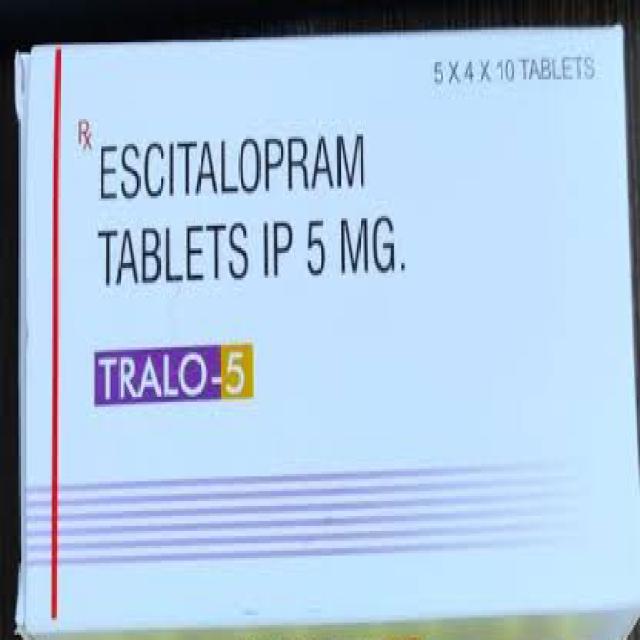 5 X 4 X 10 TABLETS
Rx
ESCITALOPRAM
TABLETS IP 5 MG.
TRALO-5